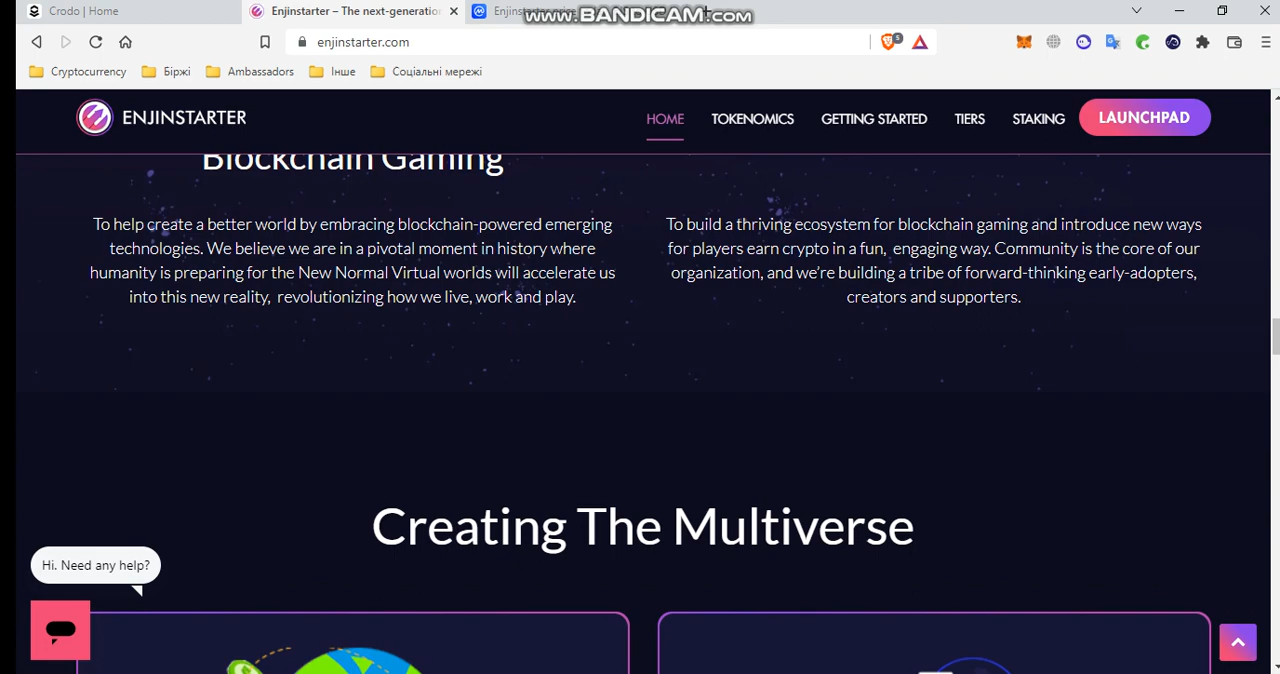 Crodo | Home
Enjinstarter – The next-generation
Enjinstarter price
www.BANDICAM.com
enjinstarter.com
5
Cryptocurrency
Біржі
Ambassadors
Інше
Соціальні мережі
ENJINSTARTER
HOME
TOKENOMICS
GETTING STARTED
TIERS
STAKING
LAUNCHPAD
Blockchain Gaming
To help create a better world by embracing blockchain-powered emerging
technologies. We believe we are in a pivotal moment in history where
humanity is preparing for the New Normal Virtual worlds will accelerate us
into this new reality, revolutionizing how we live, work and play.
To build a thriving ecosystem for blockchain gaming and introduce new ways
for players earn crypto in a fun, engaging way. Community is the core of our
organization, and we're building a tribe of forward-thinking early-adopters,
creators and supporters.
Creating The Multiverse
Hi. Need any help?